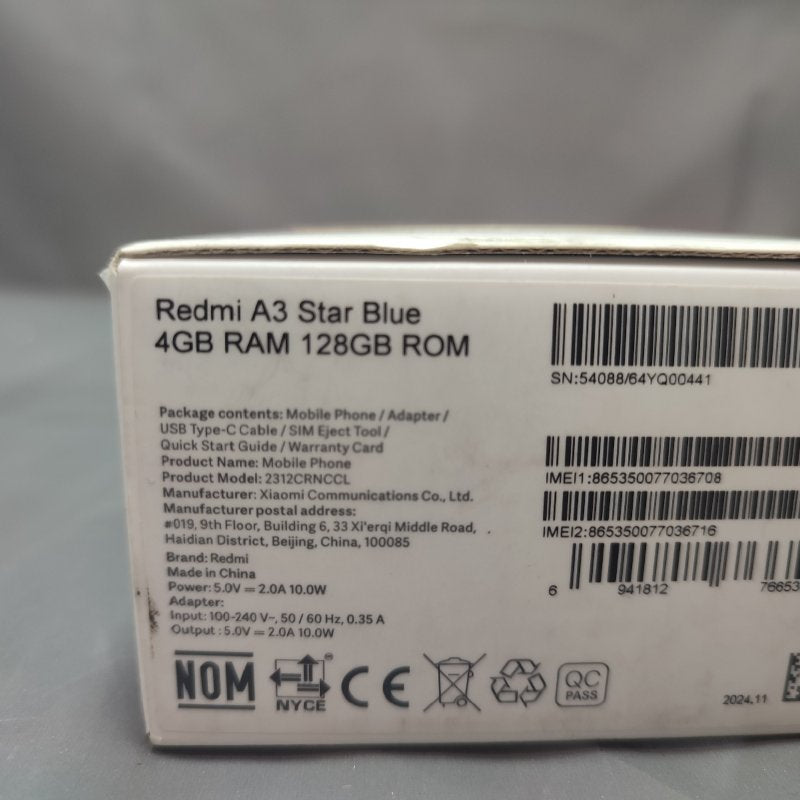 Redmi A3 Star Blue
4GB RAM 128GB ROM
SN:54088/64YQ00441
Package contents: Mobile Phone / Adapter /
USB Type-C Cable / SIM Eject Tool /
Quick Start Guide / Warranty Card
Product Name: Mobile Phone
Product Model: 2312CRNCCL
Manufacturer: Xiaomi Communications Co., Ltd.
Manufacturer postal address:
#019, 9th Floor, Building 6, 33 Xi'erqi Middle Road,
Haidian District, Beijing, China, 100085
Brand: Redmi
Made in China
Power: 5.0V ⎓ 2.0A 10.0W
Adapter:
Input: 100-240 V~, 50 / 60 Hz, 0.35 A
Output : 5.0V ⎓ 2.0A 10.0W
IMEI1:865350077036708
IMEI2:865350077036716
6 941812 76653
NOM
NYCE
CE
QC
PASS
2024.11